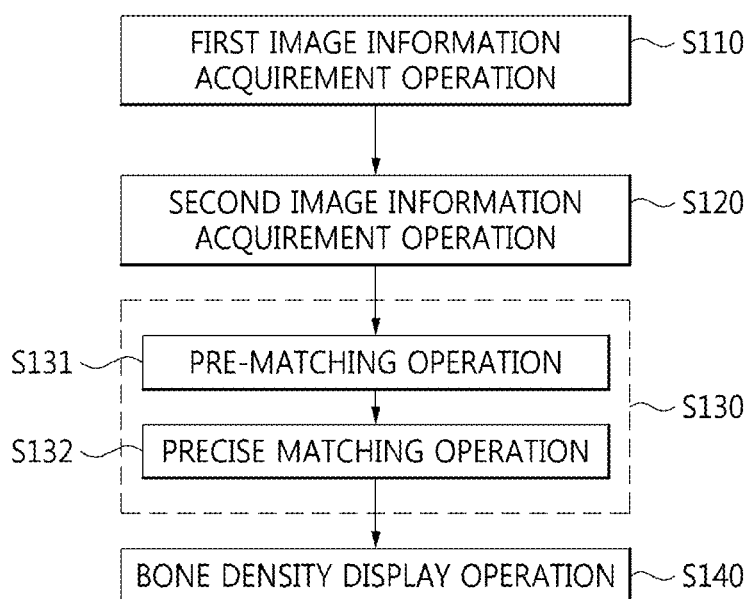 FIRST IMAGE INFORMATION
ACQUIREMENT OPERATION
S110
SECOND IMAGE INFORMATION
ACQUIREMENT OPERATION
S120
S131
PRE-MATCHING OPERATION
S130
S132
PRECISE MATCHING OPERATION
BONE DENSITY DISPLAY OPERATION
S140